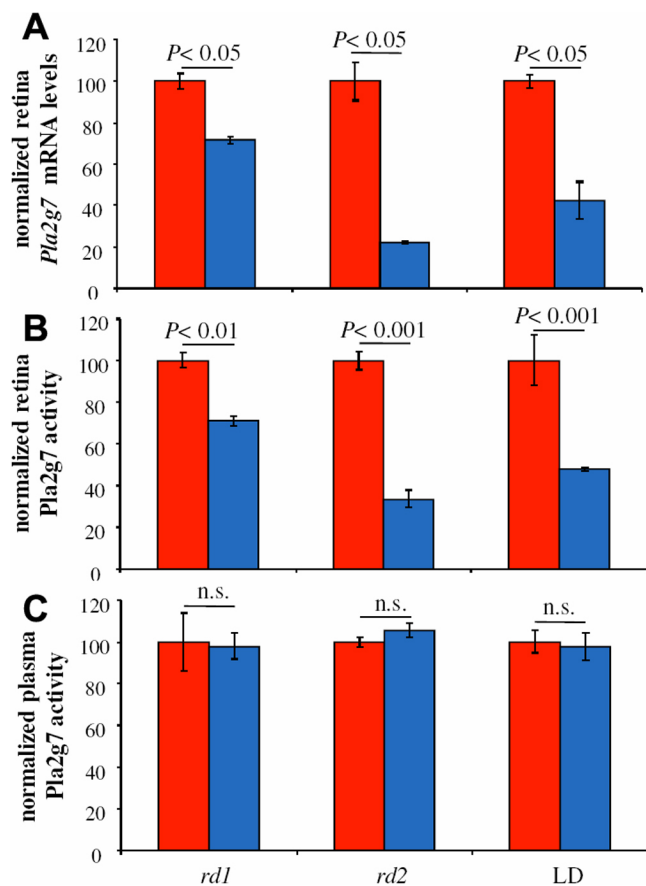 A
normalized retina
Pla2g7 mRNA levels
120
100
80
60
40
20
0
P< 0.05
P< 0.05
P< 0.05
B
normalized retina
Pla2g7 activity
120
100
80
60
40
20
0
P< 0.01
P< 0.001
P< 0.001
C
normalized plasma
Pla2g7 activity
120
100
80
60
40
20
0
n.s.
n.s.
n.s.
rd1 rd2 LD